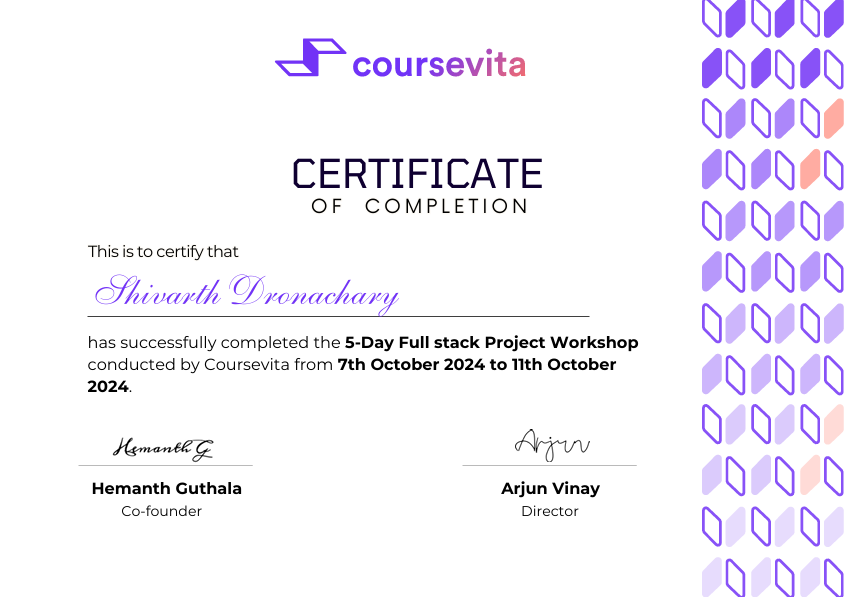 coursevita
CERTIFICATE
OF COMPLETION
This is to certify that
Shivarth Dronachary
has successfully completed the 5-Day Full stack Project Workshop
conducted by Coursevita from 7th October 2024 to 11th October
2024.
Hemanth G
Arjun
Hemanth Guthala
Arjun Vinay
Co-founder
Director